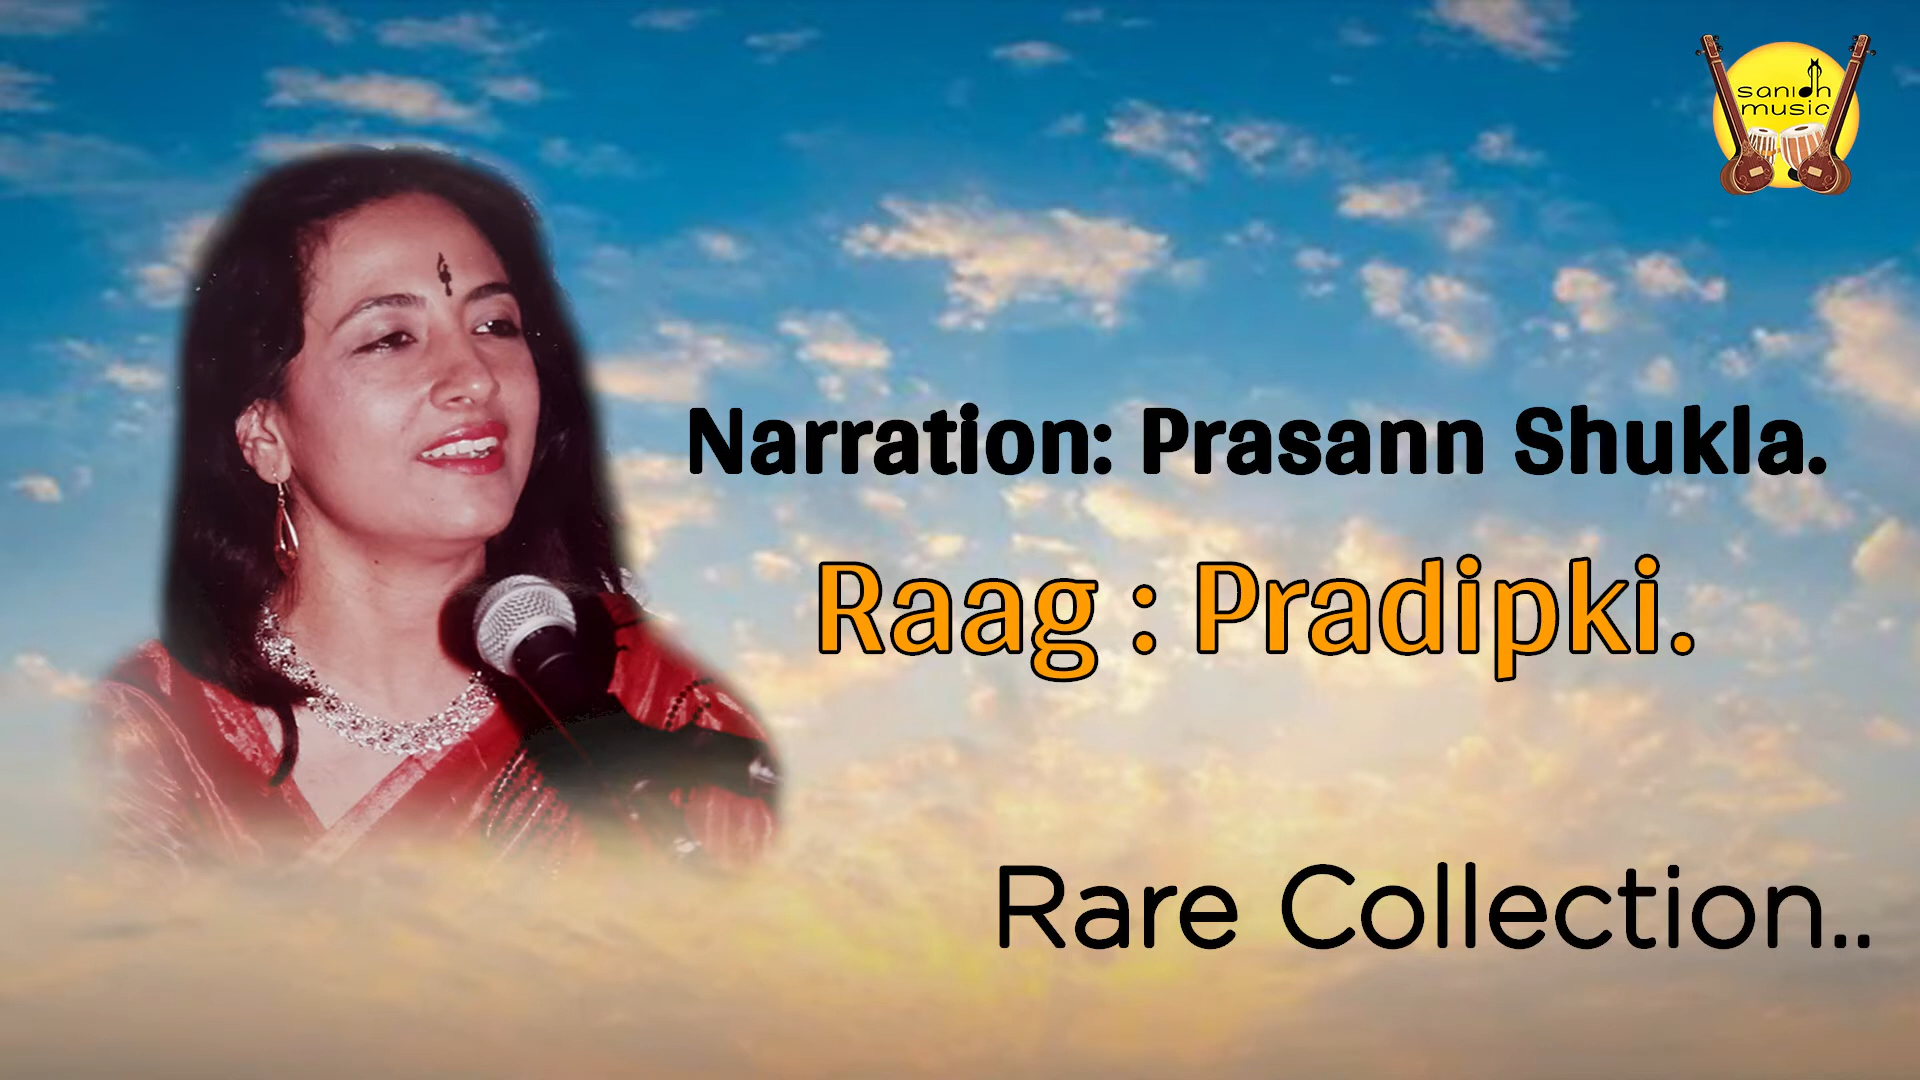 sanidh
music
Narration: Prasann Shukla.
Raag : Pradipki.
Rare Collection..